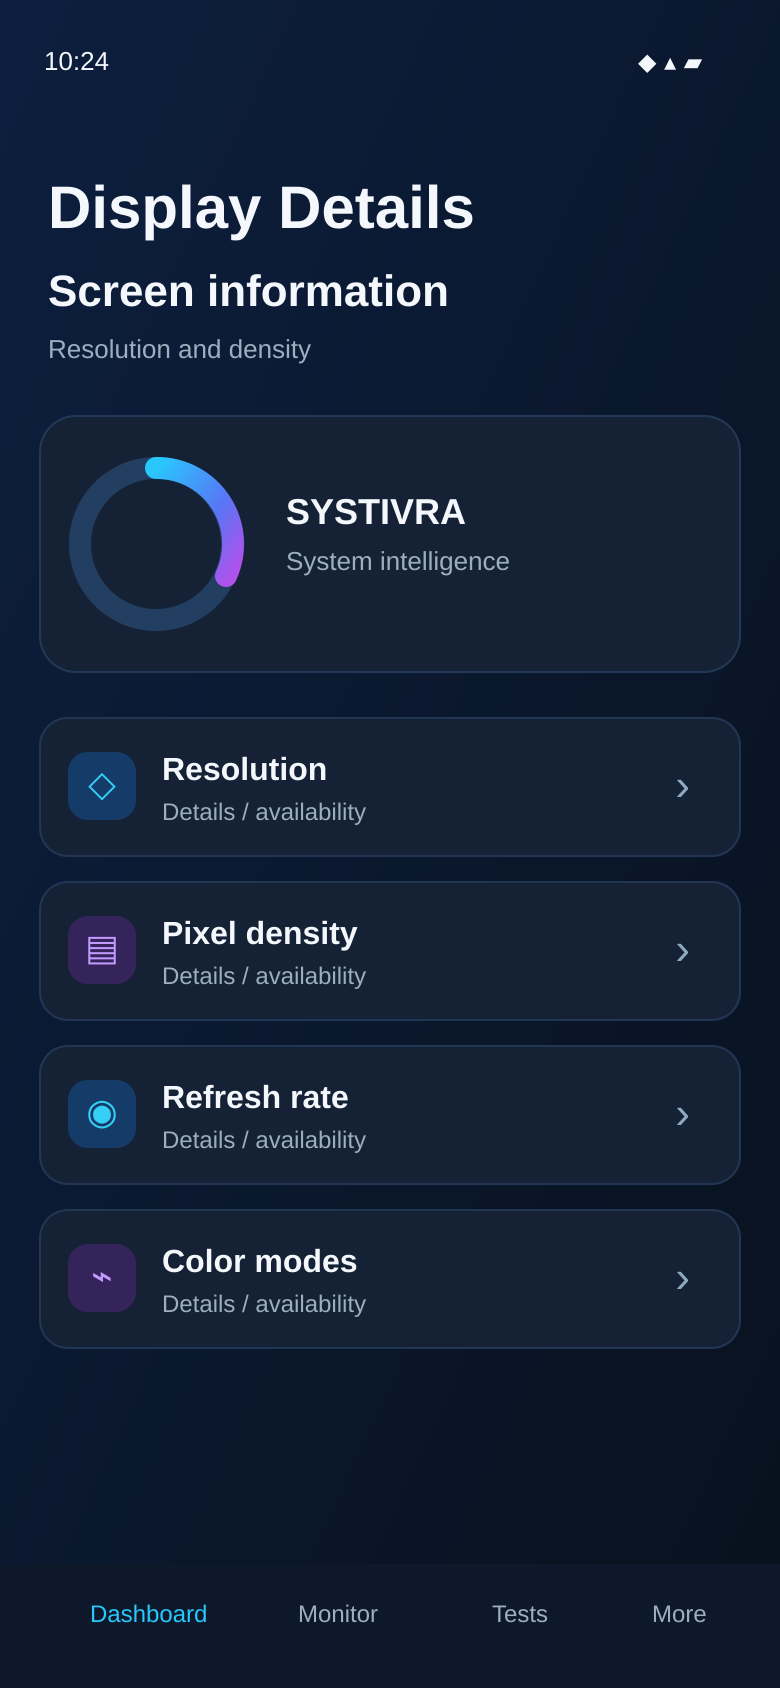 10:24
Display Details
Screen information
Resolution and density
SYSTIVRA
System intelligence
Resolution
Details / availability
Pixel density
Details / availability
Refresh rate
Details / availability
Color modes
Details / availability
Dashboard Monitor Tests More